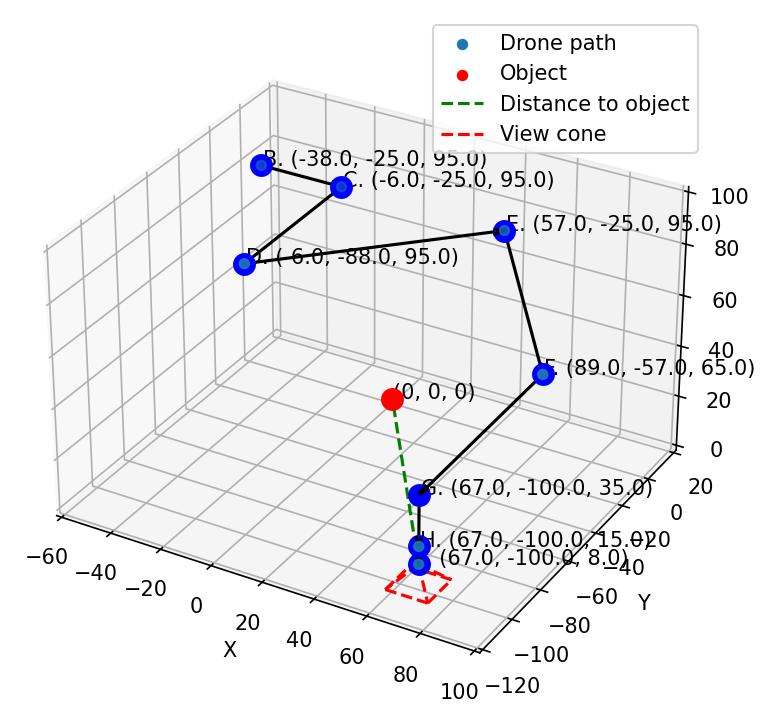 Drone path
Object
Distance to object
View cone
B. (-38.0, -25.0, 95.0)
C. (-6.0, -25.0, 95.0)
E. (57.0, -25.0, 95.0)
D. (-6.0, -88.0, 95.0)
F. (89.0, -57.0, 65.0)
(0, 0, 0)
G. (67.0, -100.0, 35.0)
H. (67.0, -100.0, 15.0)
(67.0, -100.0, 8.0)
100
80
60
40
20
0
20
0
−20
−40
−60
−80
−100
−120
Y
−60
−40
−20
0
20
40
60
80
100
X